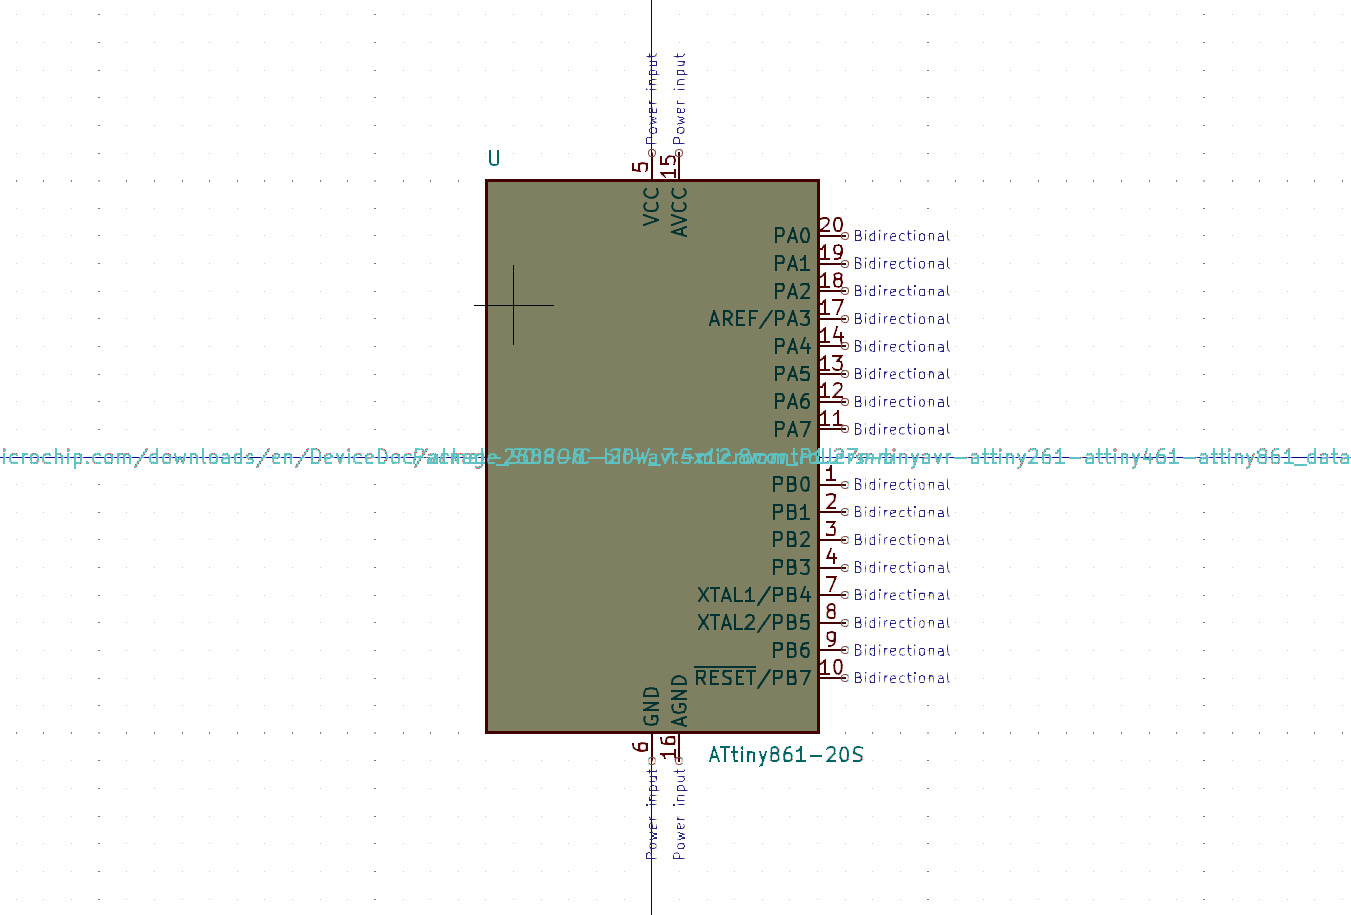 Power input
Power input
U
5
15
VCC
AVCC
PA0 20 Bidirectional
PA1 19 Bidirectional
PA2 18 Bidirectional
AREF/PA3 17 Bidirectional
PA4 14 Bidirectional
PA5 13 Bidirectional
PA6 12 Bidirectional
PA7 11 Bidirectional
icrochip.com/downloads/en/DeviceDoc/ tinyavr-attiny261-attiny461-attiny861_data
PB0 1 Bidirectional
PB1 2 Bidirectional
PB2 3 Bidirectional
PB3 4 Bidirectional
XTAL1/PB4 7 Bidirectional
XTAL2/PB5 8 Bidirectional
PB6 9 Bidirectional
RESET/PB7 10 Bidirectional
GND
AGND
6
16
ATtiny861-20S
Power input
Power input